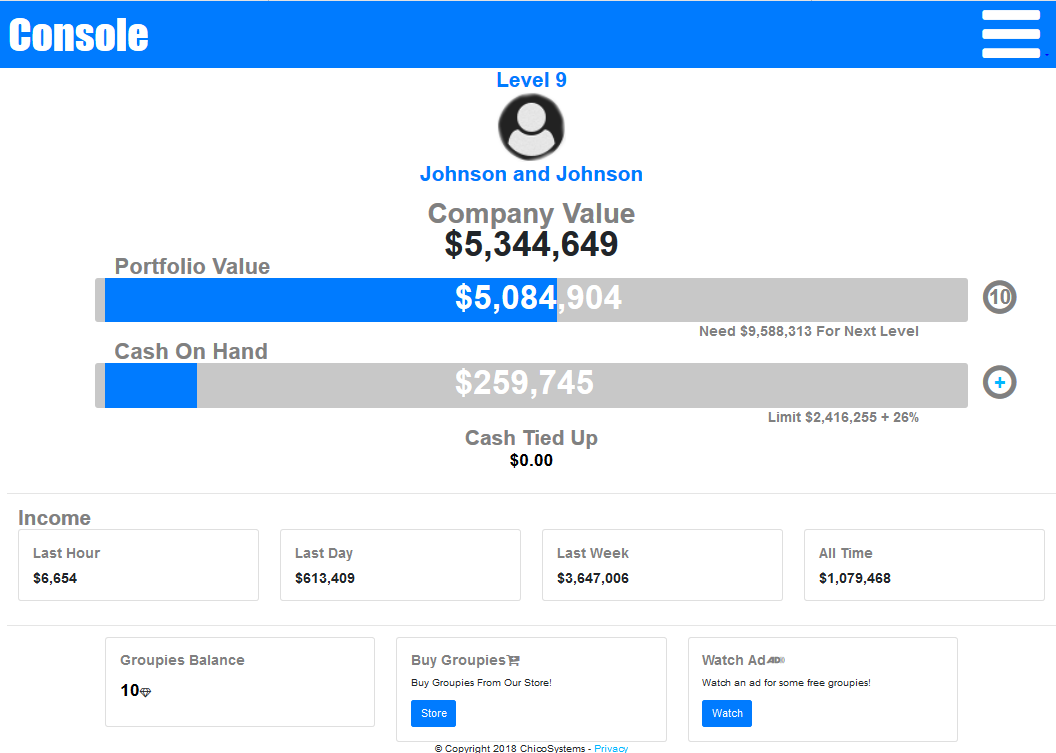 Console
Level 9
Johnson and Johnson
Company Value
$5,344,649
Portfolio Value
$5,084,904
10
Need $9,588,313 For Next Level
Cash On Hand
$259,745
+
Limit $2,416,255 + 26%
Cash Tied Up
$0.00
Income
Last Hour
$6,654
Last Day
$613,409
Last Week
$3,647,006
All Time
$1,079,468
Groupies Balance
10
Buy Groupies
Buy Groupies From Our Store!
Store
Watch Ad AD
Watch an ad for some free groupies!
Watch
© Copyright 2018 ChicoSystems - Privacy